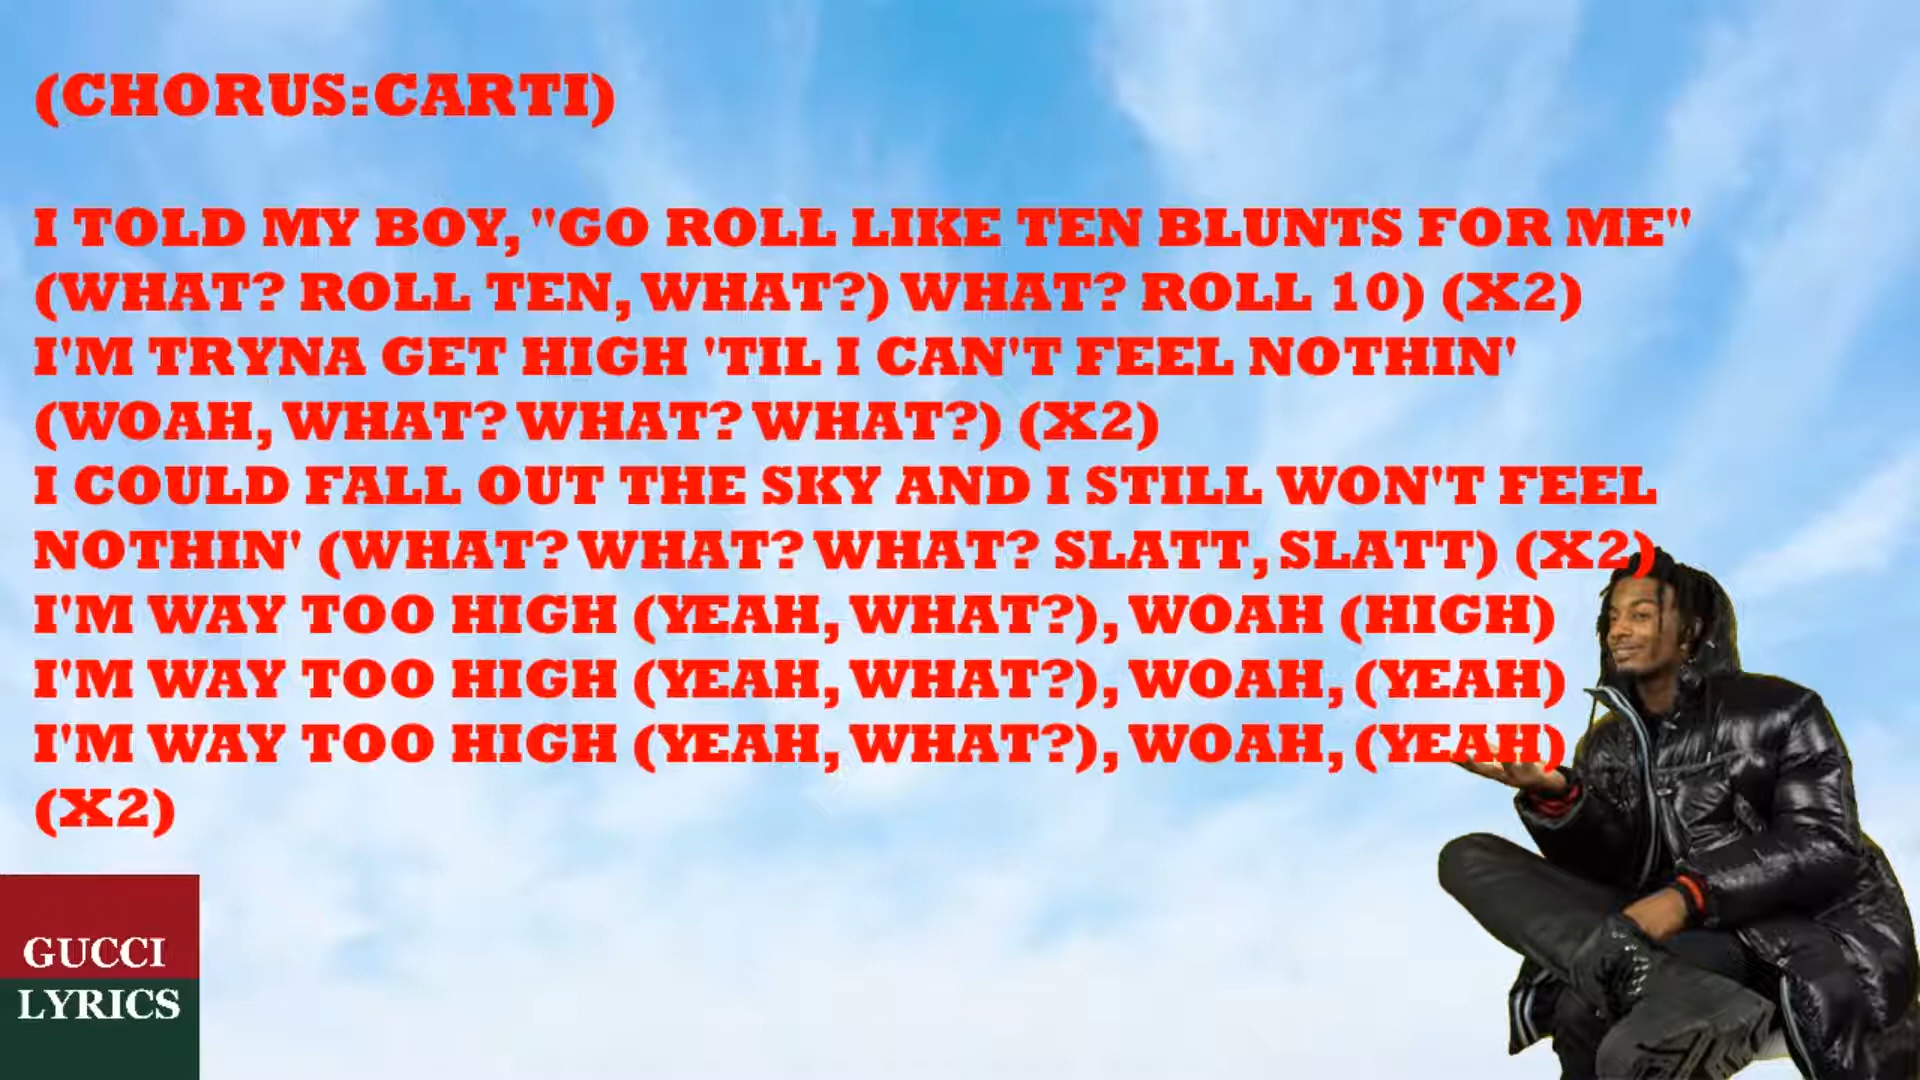 (CHORUS:CARTI)
I TOLD MY BOY, "GO ROLL LIKE TEN BLUNTS FOR ME"
(WHAT? ROLL TEN, WHAT?) WHAT? ROLL 10) (X2)
I'M TRYNA GET HIGH 'TIL I CAN'T FEEL NOTHIN'
(WOAH, WHAT? WHAT? WHAT?) (X2)
I COULD FALL OUT THE SKY AND I STILL WON'T FEEL
NOTHIN' (WHAT? WHAT? WHAT? SLATT, SLATT) (X2)
I'M WAY TOO HIGH (YEAH, WHAT?), WOAH (HIGH)
I'M WAY TOO HIGH (YEAH, WHAT?), WOAH, (YEAH)
I'M WAY TOO HIGH (YEAH, WHAT?), WOAH, (YEAH)
(X2)
GUCCI
LYRICS